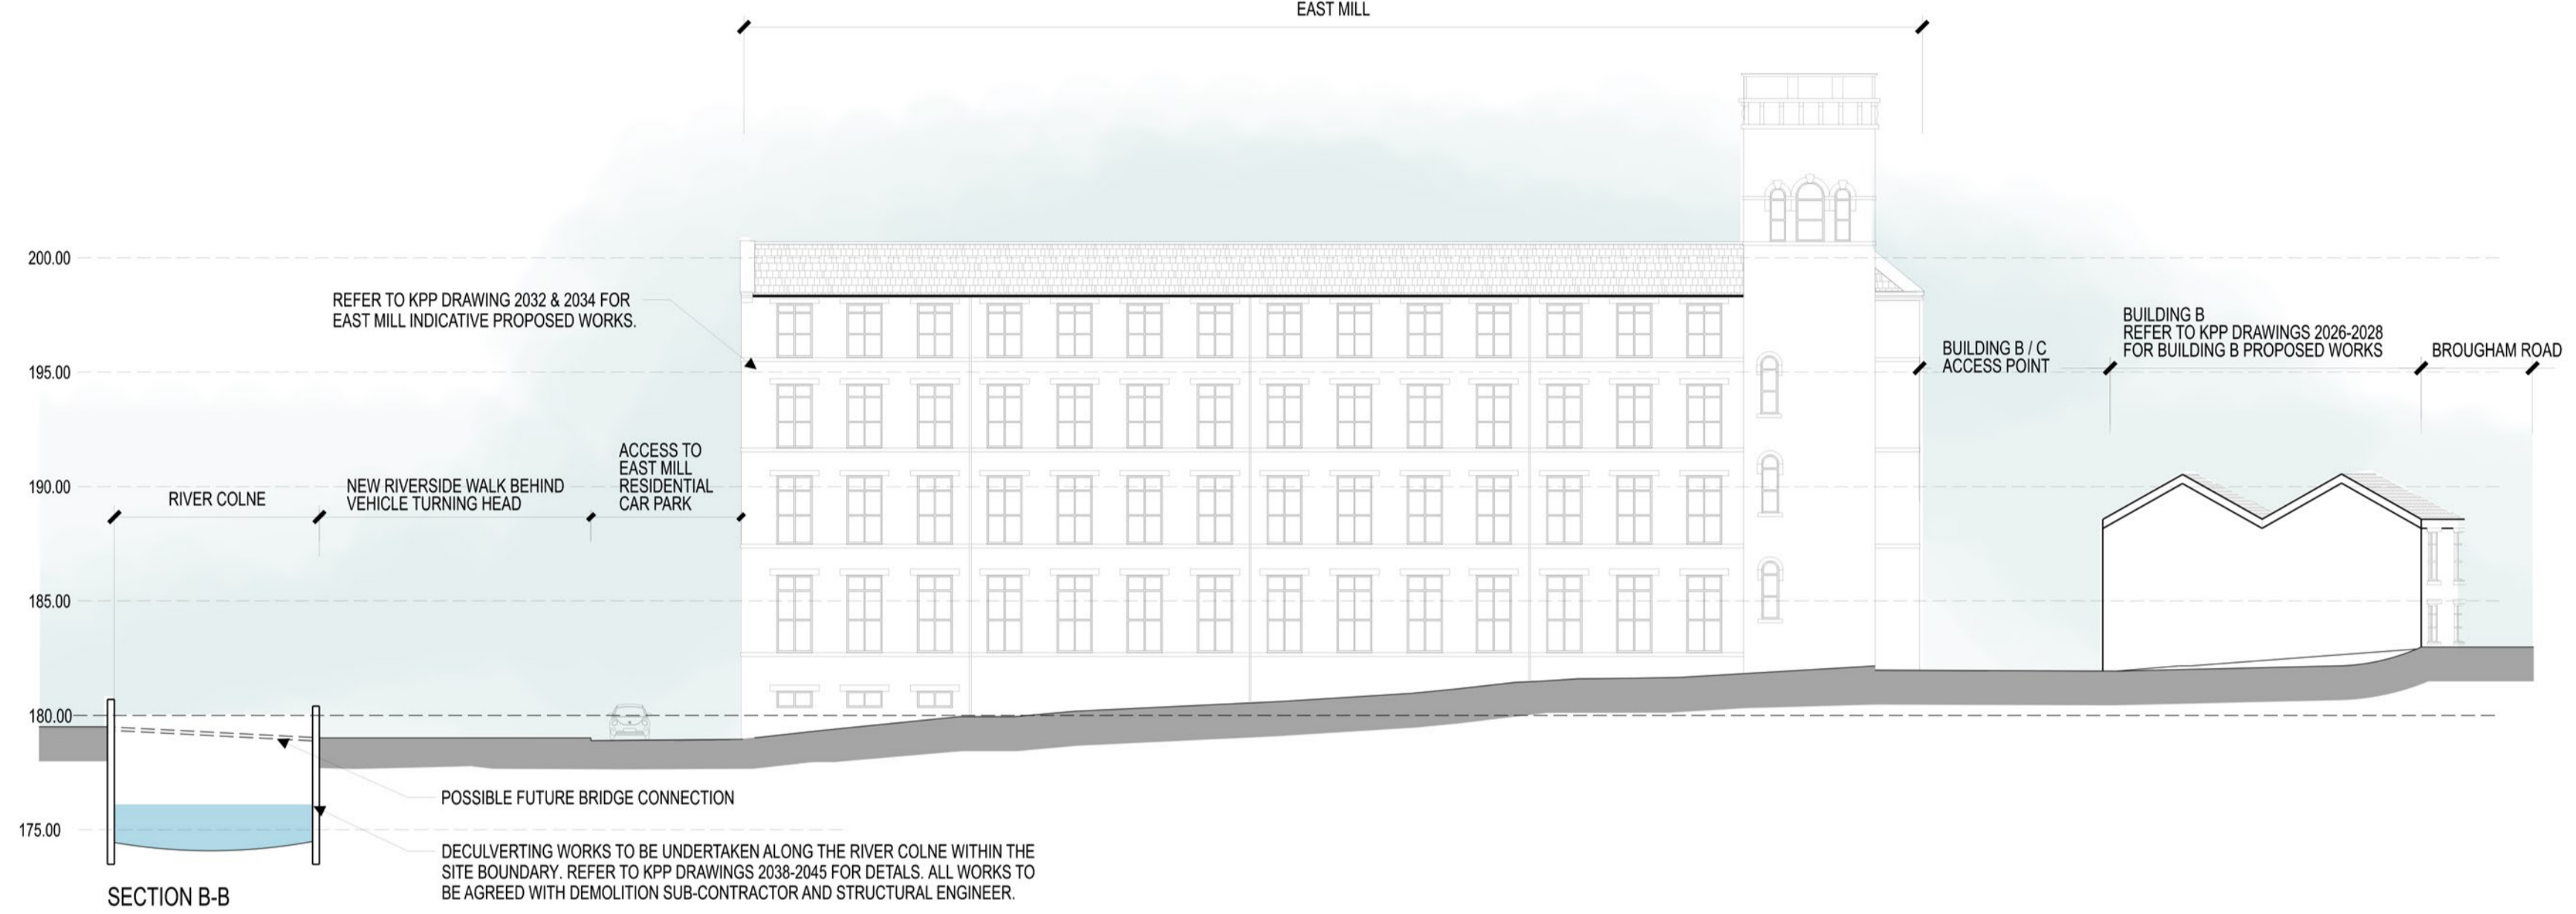 EAST MILL
200.00
195.00
190.00
185.00
180.00
175.00
REFER TO KPP DRAWING 2032 & 2034 FOR
EAST MILL INDICATIVE PROPOSED WORKS.
BUILDING B / C
ACCESS POINT
BUILDING B
REFER TO KPP DRAWINGS 2026-2028
FOR BUILDING B PROPOSED WORKS
BROUGHAM ROAD
RIVER COLNE
NEW RIVERSIDE WALK BEHIND
VEHICLE TURNING HEAD
ACCESS TO
EAST MILL
RESIDENTIAL
CAR PARK
POSSIBLE FUTURE BRIDGE CONNECTION
DECULVERTING WORKS TO BE UNDERTAKEN ALONG THE RIVER COLNE WITHIN THE
SITE BOUNDARY. REFER TO KPP DRAWINGS 2038-2045 FOR DETALS. ALL WORKS TO
BE AGREED WITH DEMOLITION SUB-CONTRACTOR AND STRUCTURAL ENGINEER.
SECTION B-B